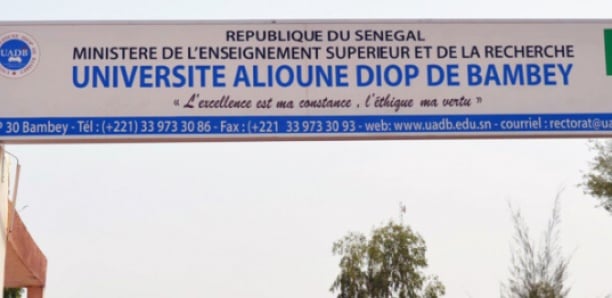 UADB
REPUBLIQUE DU SENEGAL
MINISTERE DE L'ENSEIGNEMENT SUPERIEUR ET DE LA RECHERCHE
UNIVERSITE ALIOUNE DIOP DE BAMBEY
« L'excellence est ma constance , l'éthique ma vertu »
P 30 Bambey - Tél : (+221) 33 973 30 86 - Fax : (+221 33 973 30 93 - web: www.uadb.edu.sn - courriel : rectorat@ua